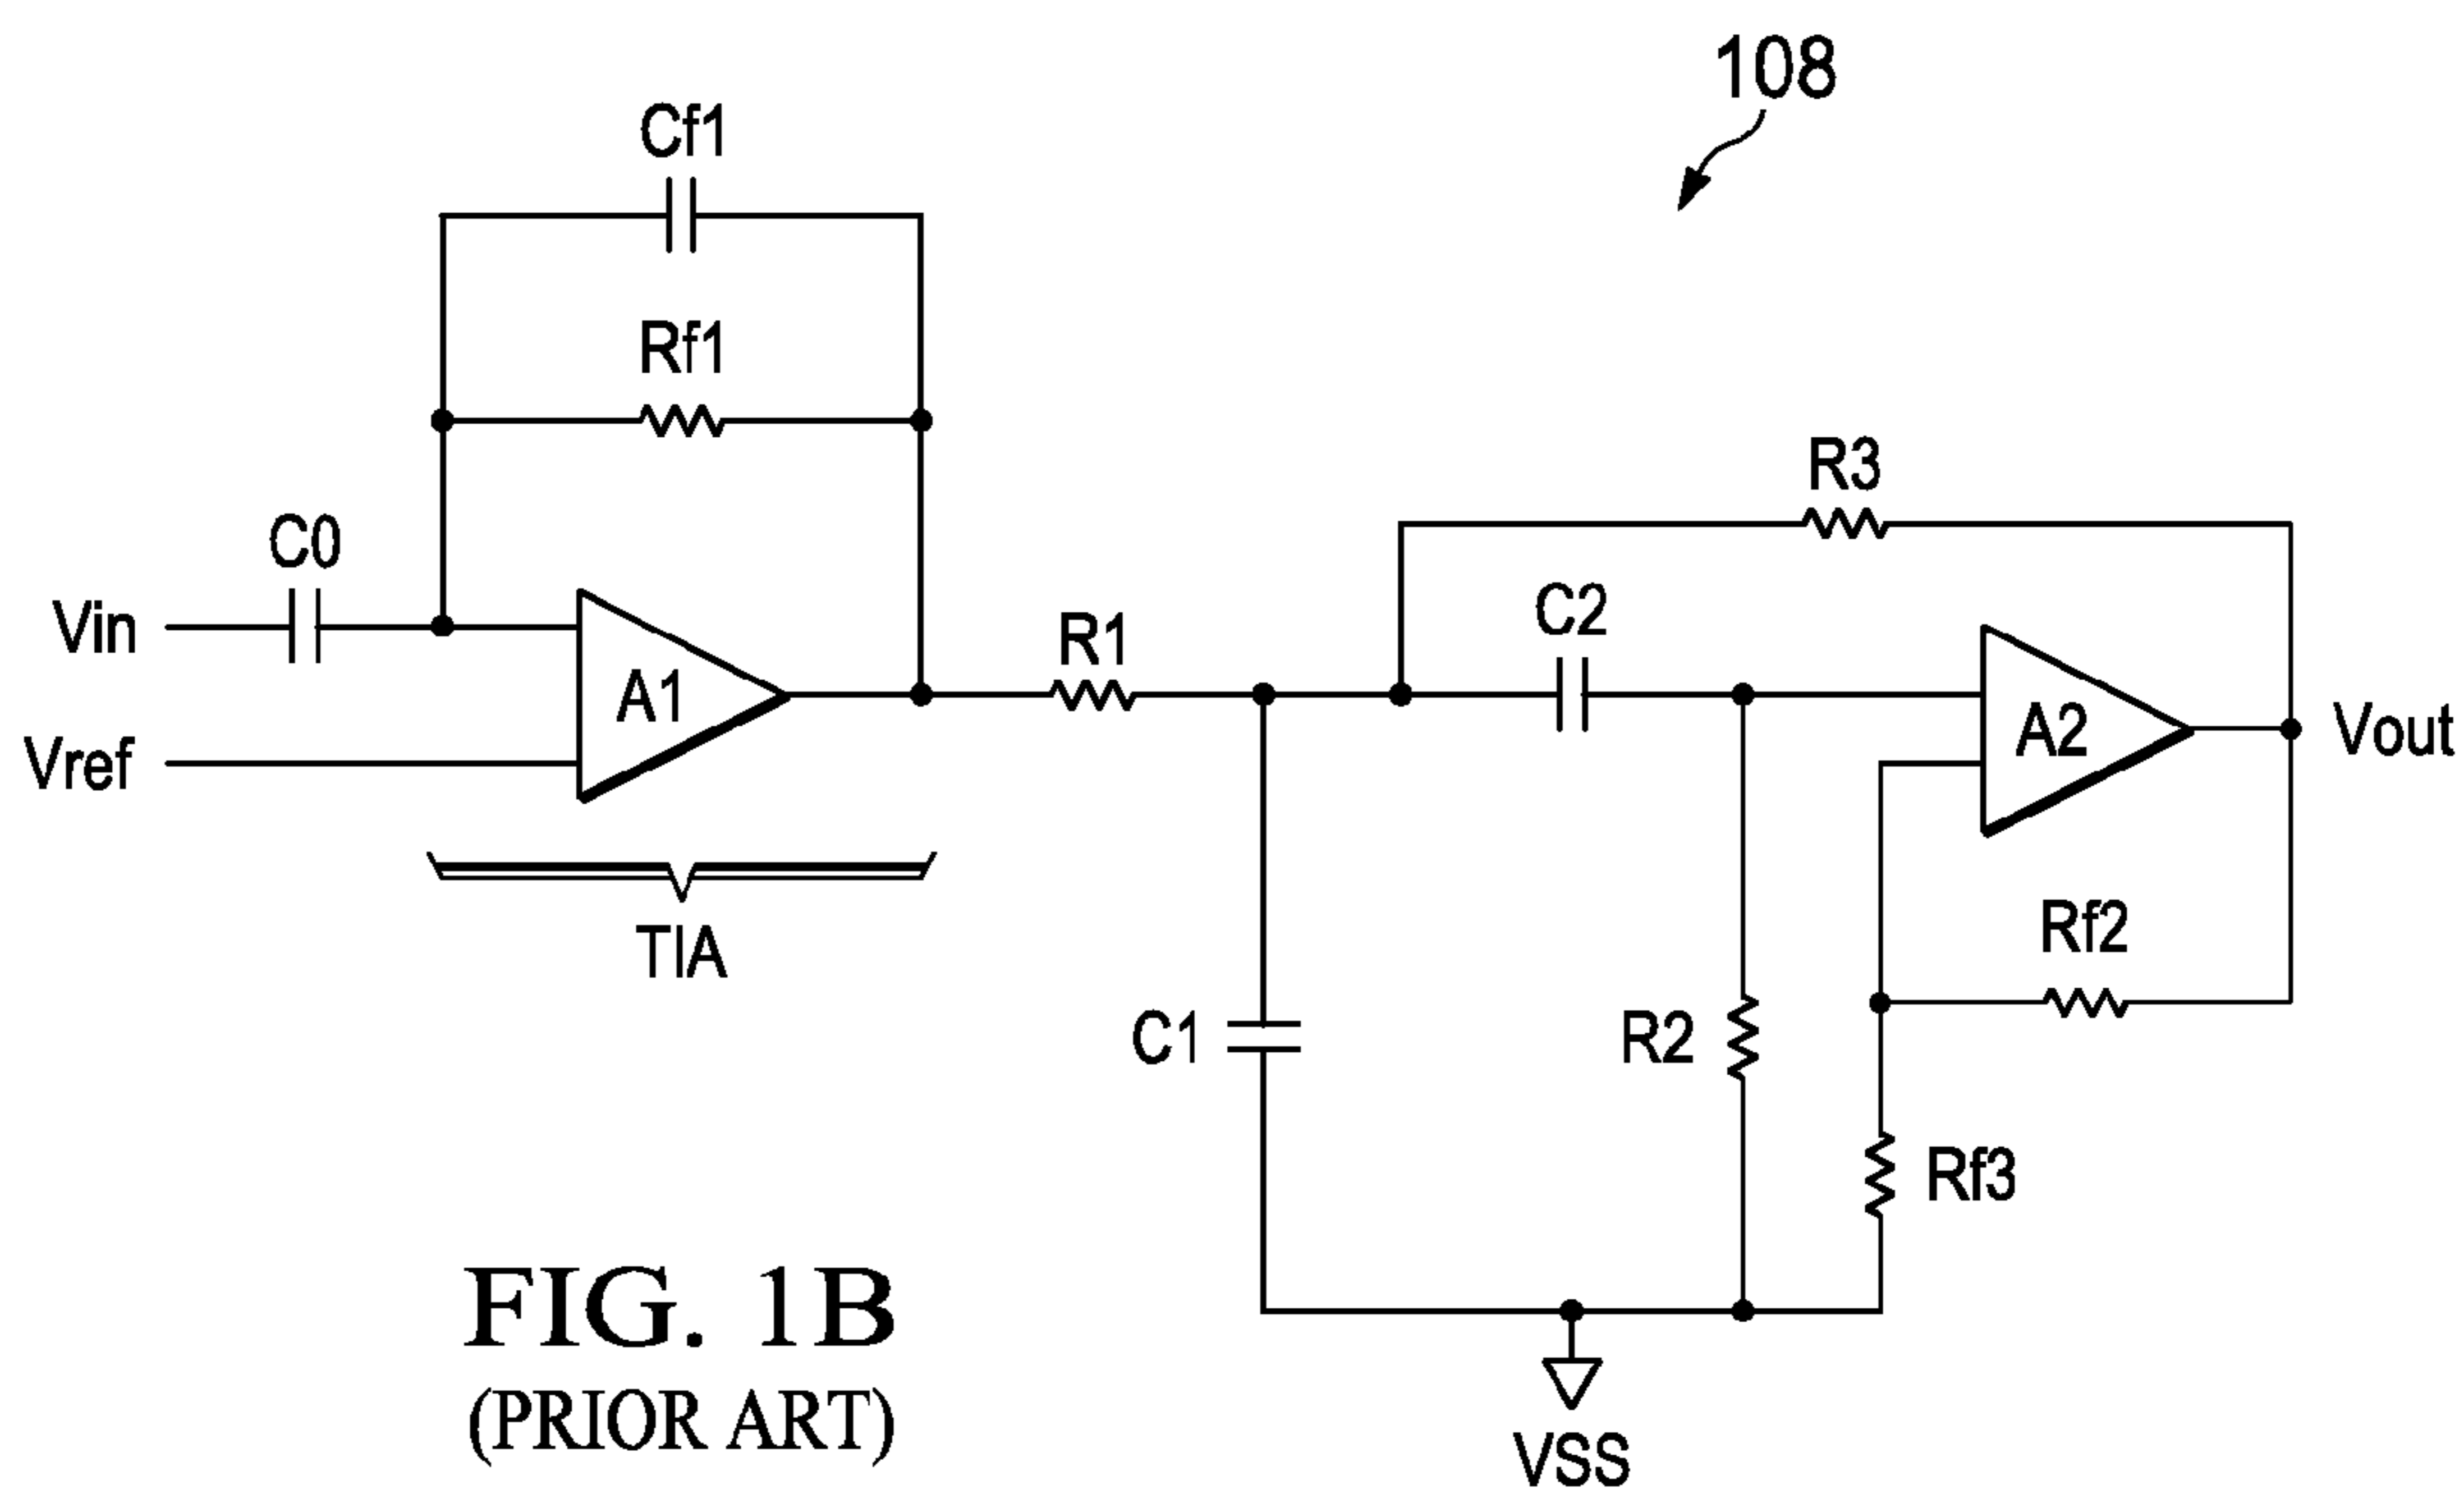 108
Cf1
Rf1
R3
C0
C2
Vin
R1
A1
A2
Vout
Vref
Rf2
TIA
C1
R2
Rf3
FIG. 1B
(PRIOR ART)
VSS